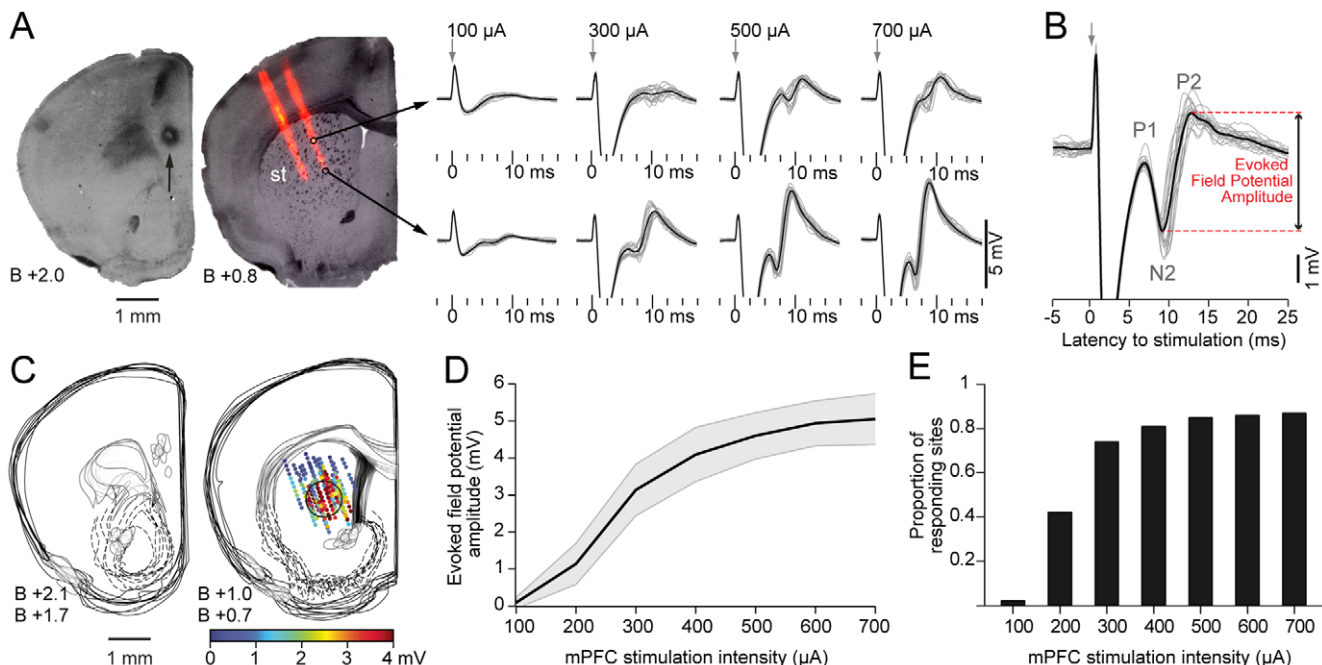 A
B +2.0
1 mm
st
B +0.8
100 µA
300 µA
500 µA
700 µA
0 10 ms
0 10 ms
0 10 ms
0 10 ms
0 10 ms
0 10 ms
0 10 ms
0 10 ms
5 mV
B
P1
P2
N2
Evoked
Field Potential
Amplitude
1 mV
-5 0 5 10 15 20 25
Latency to stimulation (ms)
C
B +2.1
B +1.7
1 mm
B +1.0
B +0.7
0 1 2 3 4 mV
D
Evoked field potential
amplitude (mV)
6
5
4
3
2
1
0
100 200 300 400 500 600 700
mPFC stimulation intensity (µA)
E
Proportion of
responding sites
1
0.8
0.6
0.4
0.2
100 200 300 400 500 600 700
mPFC stimulation intensity (µA)